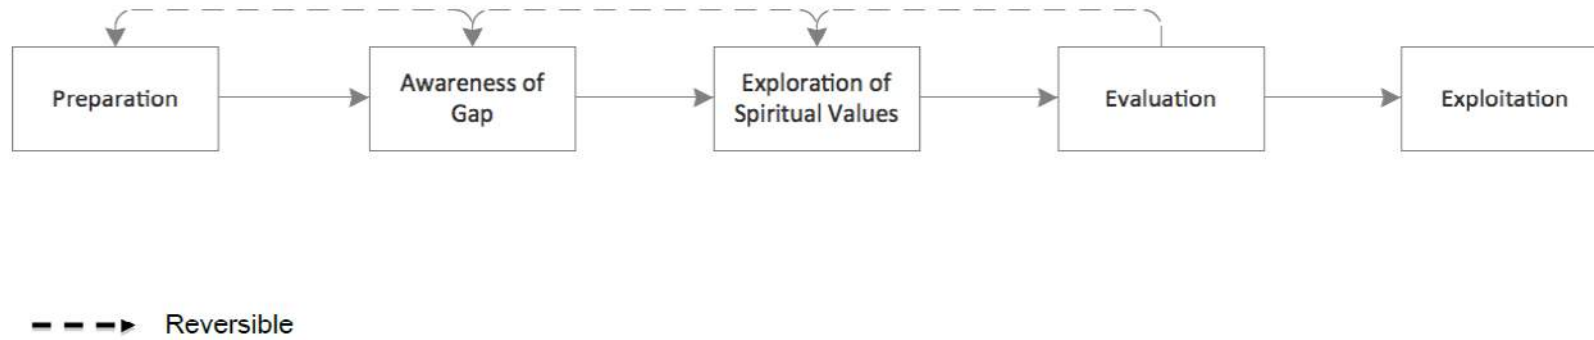 Preparation
Awareness of
Gap
Exploration of
Spiritual Values
Evaluation
Exploitation
Reversible